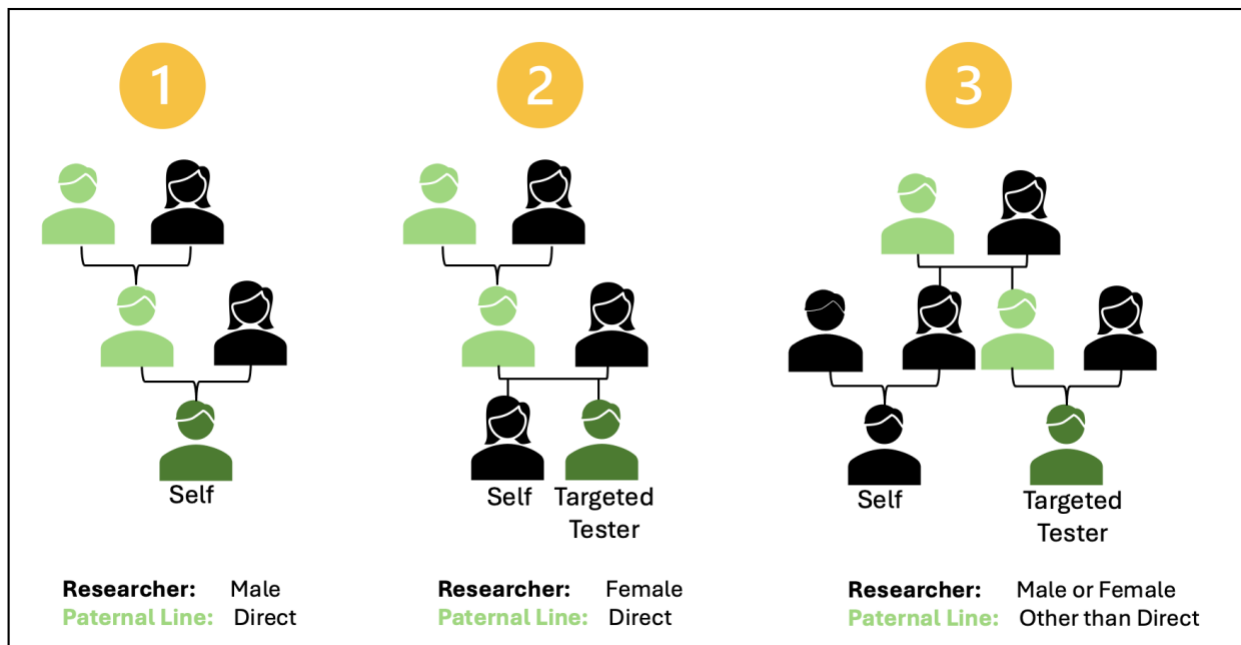 1
2
3
Self
Self
Targeted
Tester
Self
Targeted
Tester
Researcher: Male
Paternal Line: Direct
Researcher: Female
Paternal Line: Direct
Researcher: Male or Female
Paternal Line: Other than Direct